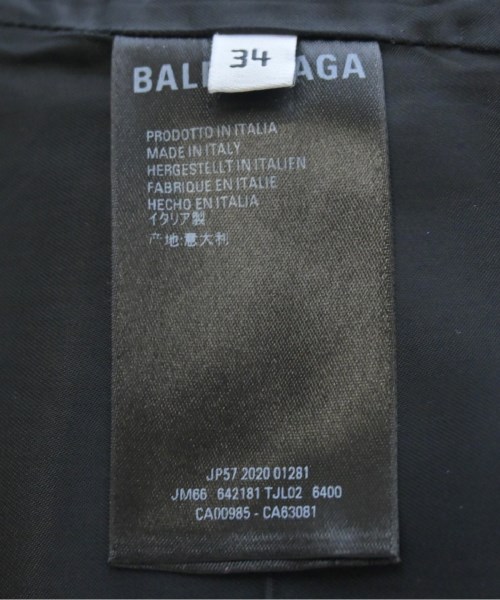 34
BALENCIAGA
PRODOTTO IN ITALIA
MADE IN ITALY
HERGESTELLT IN ITALIEN
FABRIQUE EN ITALIE
HECHO EN ITALIA
イタリア製
产地:意大利
JP57 2020 01281
JM66 642181 TJL02 6400
CA00985 - CA63081